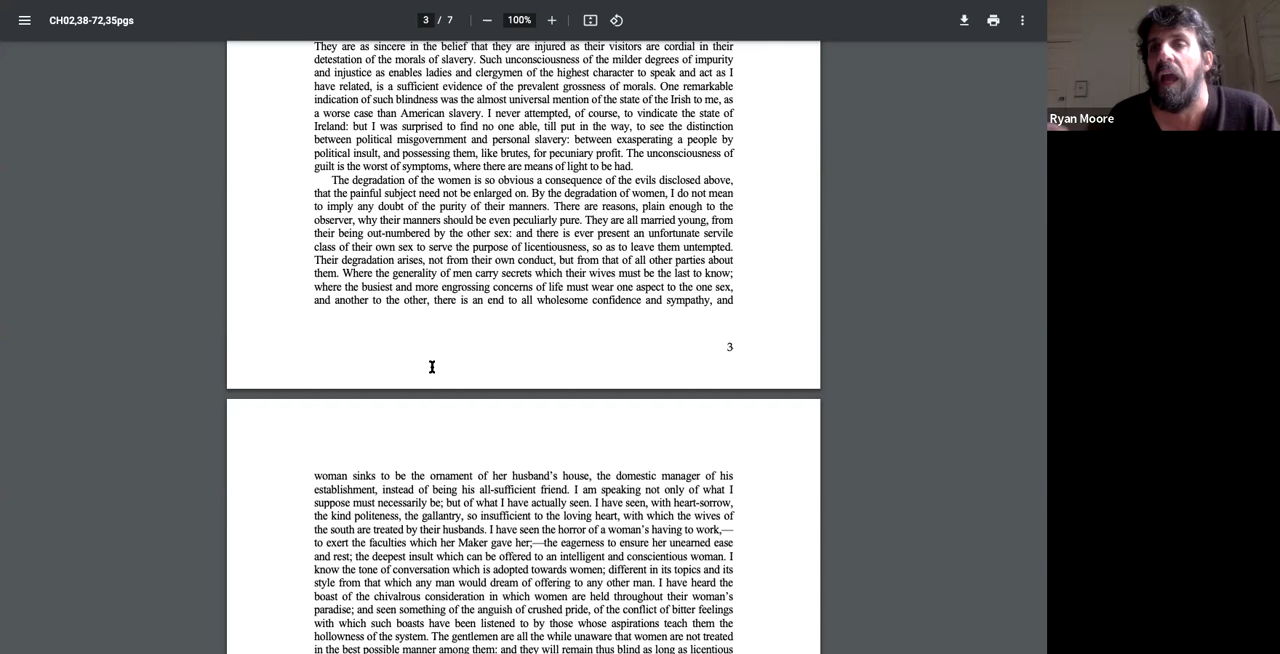 CH02,38-72,35pgs
3 / 7
100%
Ryan Moore
They are as sincere in the belief that they are injured as their visitors are cordial in their
detestation of the morals of slavery. Such unconsciousness of the milder degrees of impurity
and injustice as enables ladies and clergymen of the highest character to speak and act as I
have related, is a sufficient evidence of the prevalent grossness of morals. One remarkable
indication of such blindness was the almost universal mention of the state of the Irish to me, as
a worse case than American slavery. I never attempted, of course, to vindicate the state of
Ireland: but I was surprised to find no one able, till put in the way, to see the distinction
between political misgovernment and personal slavery: between exasperating a people by
political insult, and possessing them, like brutes, for pecuniary profit. The unconsciousness of
guilt is the worst of symptoms, where there are means of light to be had.
The degradation of the women is so obvious a consequence of the evils disclosed above,
that the painful subject need not be enlarged on. By the degradation of women, I do not mean
to imply any doubt of the purity of their manners. There are reasons, plain enough to the
observer, why their manners should be even peculiarly pure. They are all married young, from
their being out-numbered by the other sex: and there is ever present an unfortunate servile
class of their own sex to serve the purpose of licentiousness, so as to leave them untempted.
Their degradation arises, not from their own conduct, but from that of all other parties about
them. Where the generality of men carry secrets which their wives must be the last to know;
where the busiest and more engrossing concerns of life must wear one aspect to the one sex,
and another to the other, there is an end to all wholesome confidence and sympathy, and
3
woman sinks to be the ornament of her husband's house, the domestic manager of his
establishment, instead of being his all-sufficient friend. I am speaking not only of what I
suppose must necessarily be; but of what I have actually seen. I have seen, with heart-sorrow,
the kind politeness, the gallantry, so insufficient to the loving heart, with which the wives of
the south are treated by their husbands. I have seen the horror of a woman's having to work,—
to exert the faculties which her Maker gave her;—the eagerness to ensure her unearned ease
and rest; the deepest insult which can be offered to an intelligent and conscientious woman. I
know the tone of conversation which is adopted towards women; different in its topics and its
style from that which any man would dream of offering to any other man. I have heard the
boast of the chivalrous consideration in which women are held throughout their woman's
paradise; and seen something of the anguish of crushed pride, of the conflict of bitter feelings
with which such boasts have been listened to by those whose aspirations teach them the
hollowness of the system. The gentlemen are all the while unaware that women are not treated
in the best possible manner among them: and they will remain thus blind as long as licentious